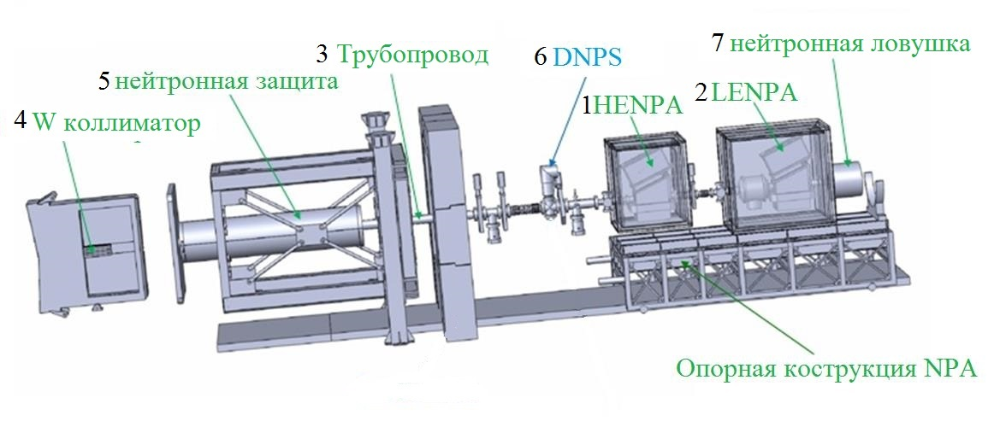 4 W коллиматор
5 нейтронная защита
3 Трубопровод
6 DNPS
1HENPA
2 LENPA
7 нейтронная ловушка
Опорная кострукция NPA